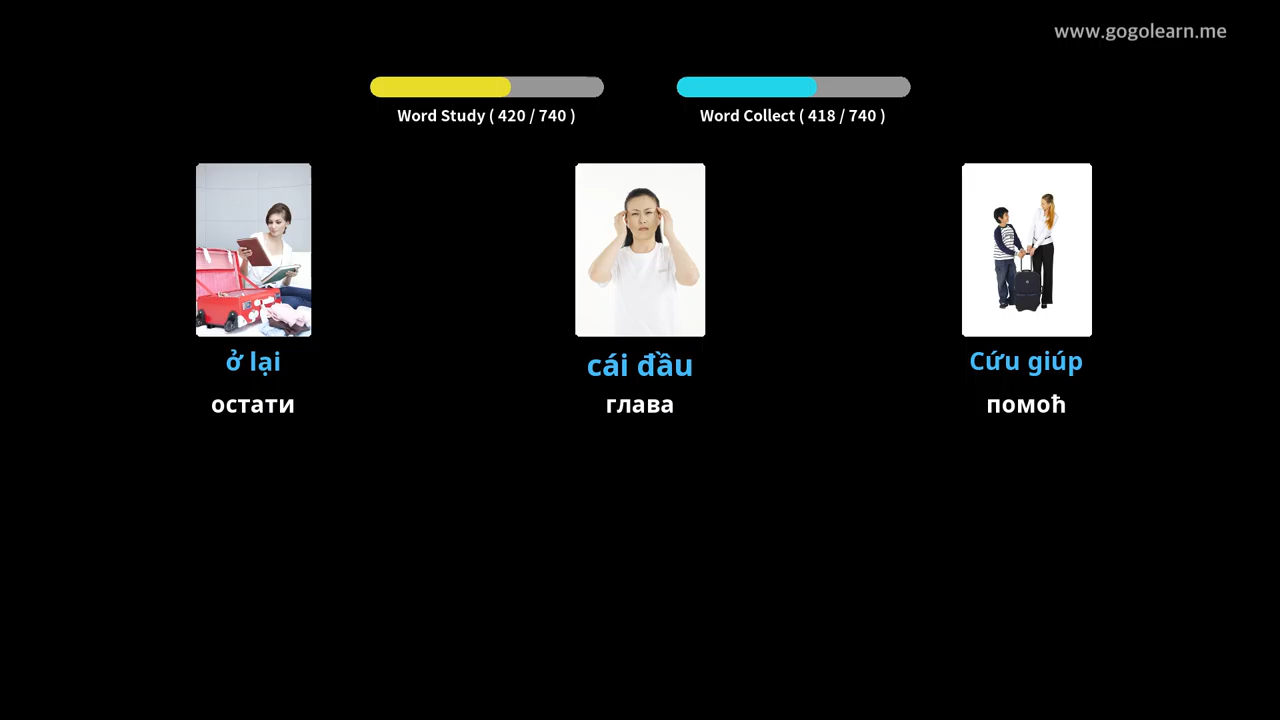 www.gogolearn.me
Word Study ( 420 / 740 )
Word Collect ( 418 / 740 )
ở lại
cái đầu
Cứu giúp
остати
глава
помоћ